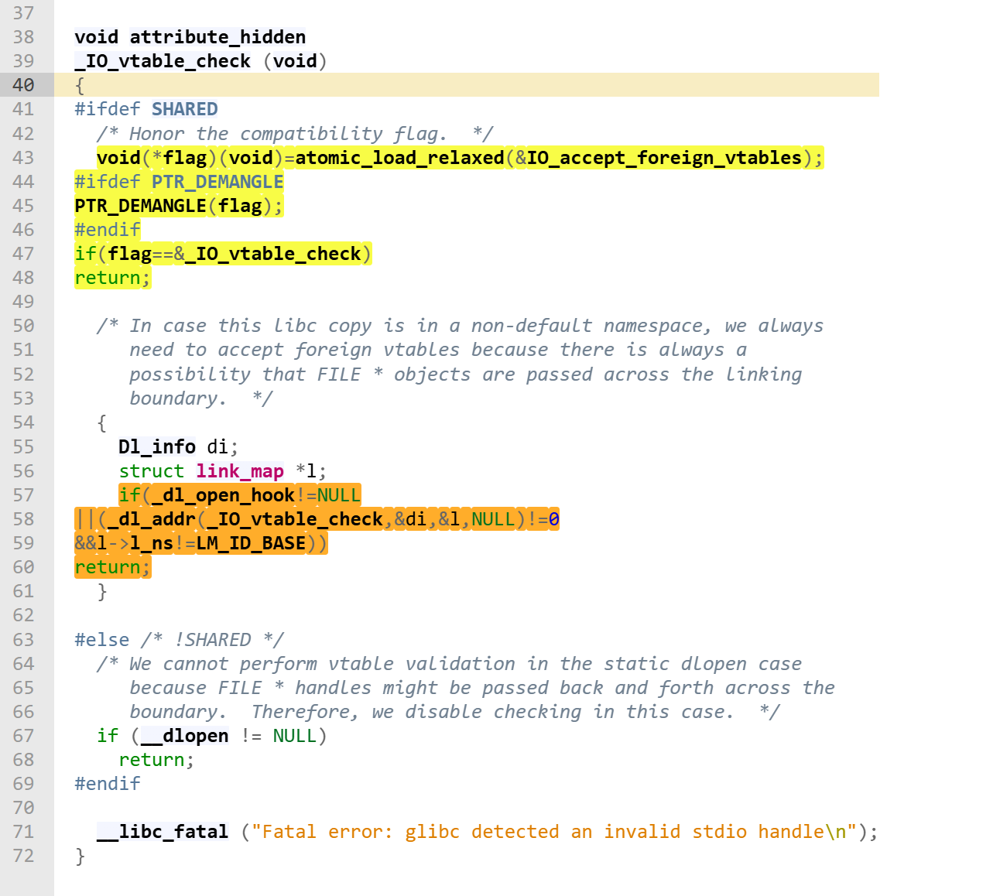 37
38 void attribute_hidden
39 _IO_vtable_check (void)
40 {
41 #ifdef SHARED
42 /* Honor the compatibility flag.  */
43 void(*flag)(void)=atomic_load_relaxed(&IO_accept_foreign_vtables);
44 #ifdef PTR_DEMANGLE
45 PTR_DEMANGLE(flag);
46 #endif
47 if(flag==&_IO_vtable_check)
48 return;
49
50 /* In case this libc copy is in a non-default namespace, we always
51 need to accept foreign vtables because there is always a
52 possibility that FILE * objects are passed across the linking
53 boundary.  */
54 {
55 Dl_info di;
56 struct link_map *l;
57 if(_dl_open_hook!=NULL
58 ||(_dl_addr(_IO_vtable_check,&di,&l,NULL)!=0
59 &&l->l_ns!=LM_ID_BASE))
60 return;
61 }
62
63 #else /* !SHARED */
64 /* We cannot perform vtable validation in the static dlopen case
65 because FILE * handles might be passed back and forth across the
66 boundary.  Therefore, we disable checking in this case.  */
67 if (__dlopen != NULL)
68 return;
69 #endif
70
71 __libc_fatal ("Fatal error: glibc detected an invalid stdio handle\n");
72 }